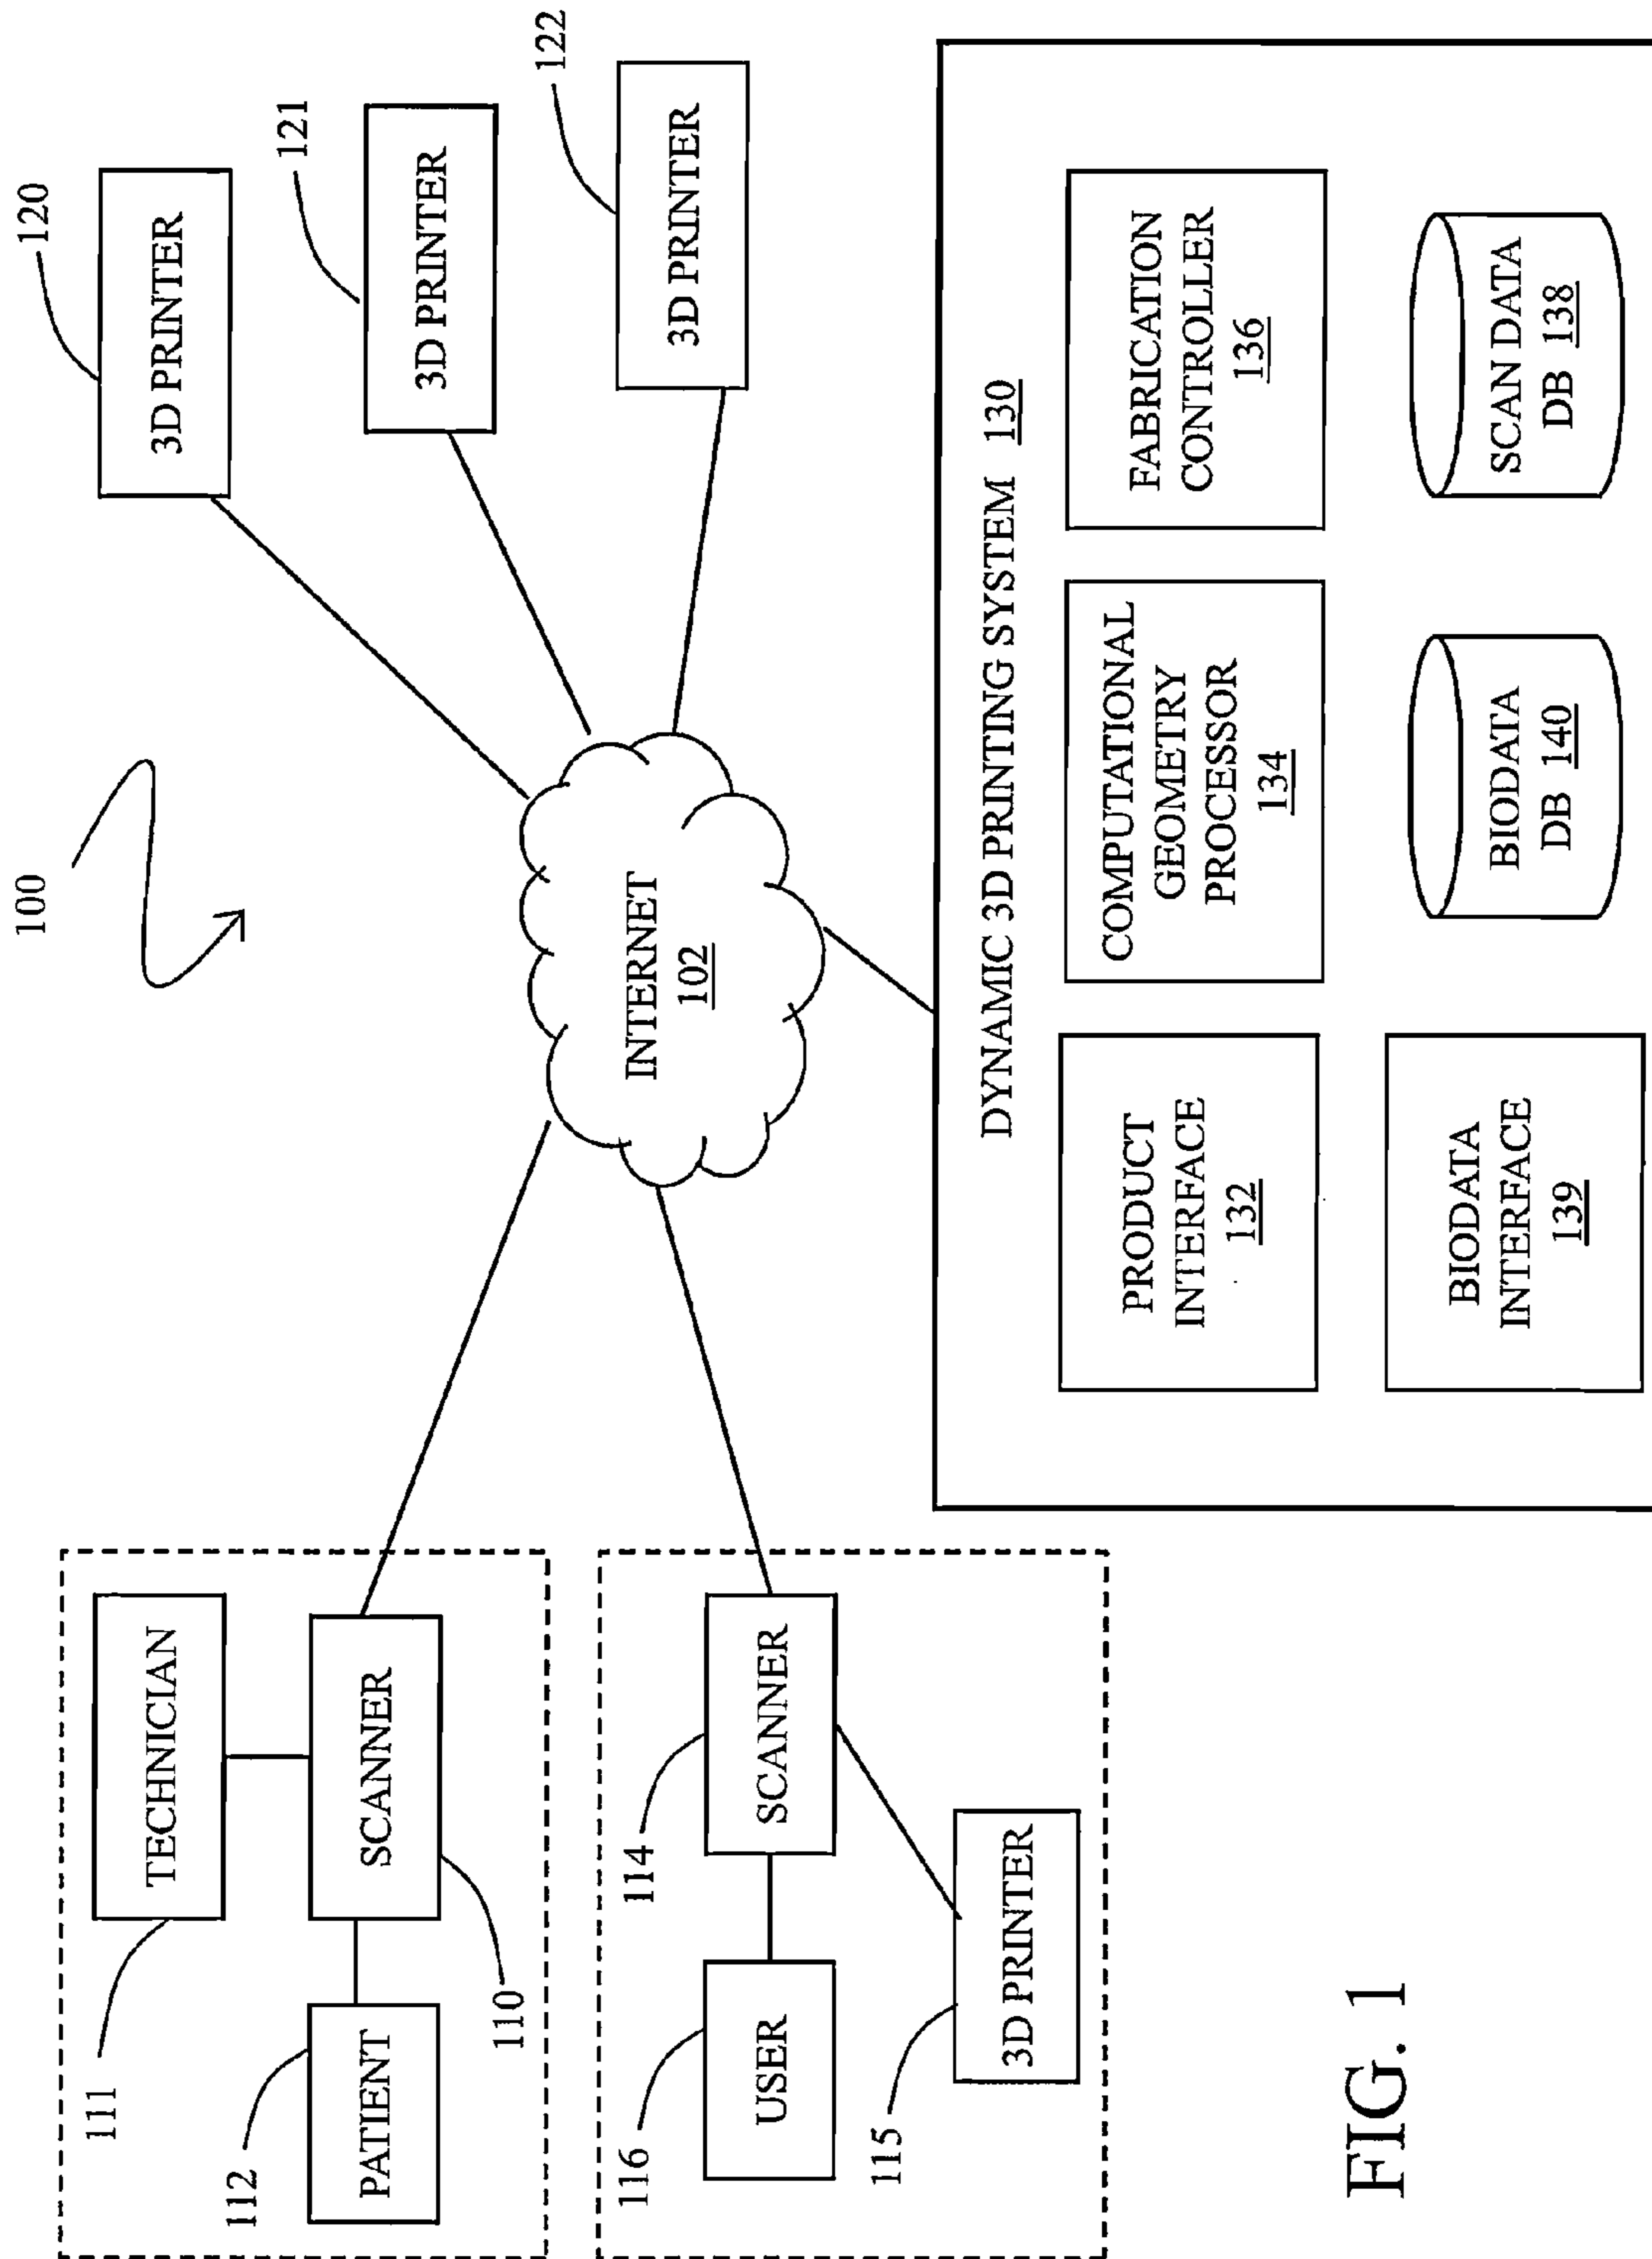 100
111
TECHNICIAN
112
PATIENT
SCANNER
110
116
USER
114
SCANNER
115
3D PRINTER
INTERNET
102
120
3D PRINTER
121
3D PRINTER
122
3D PRINTER
DYNAMIC 3D PRINTING SYSTEM 130
PRODUCT
INTERFACE
132
COMPUTATIONAL
GEOMETRY
PROCESSOR
134
FABRICATION
CONTROLLER
136
BIODATA
INTERFACE
139
BIODATA
DB 140
SCAN DATA
DB 138
FIG. 1